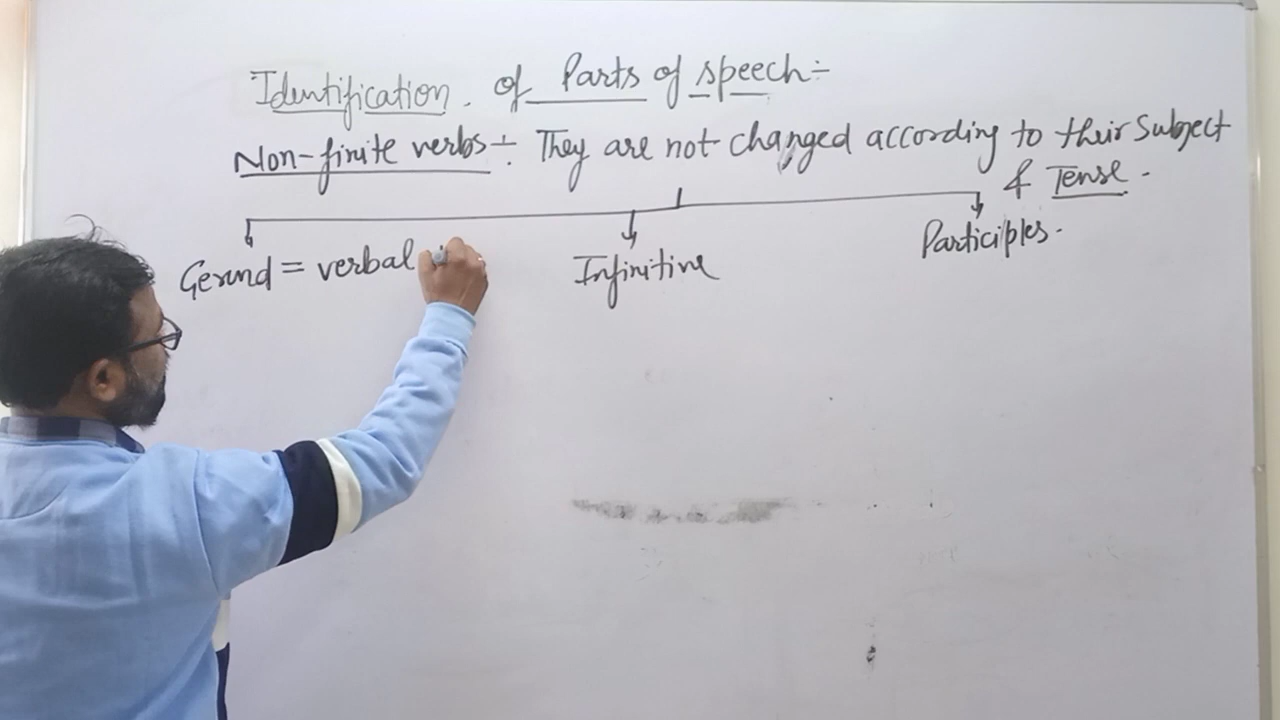 Identification. of Parts of speech÷
Non-finite verbs÷ They are not changed according to their Subject
& Tense.
Gerund = verbal Infinitive Participles.